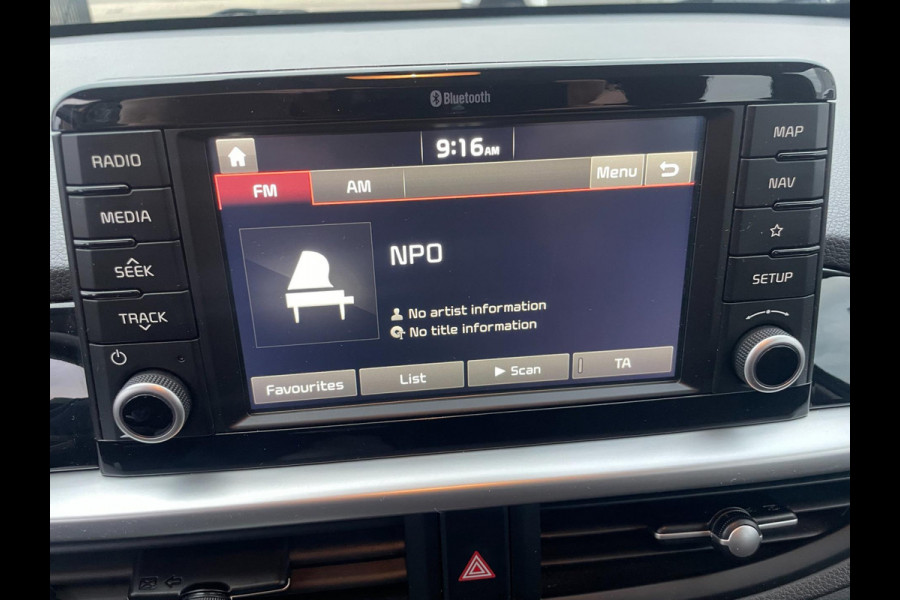 Bluetooth
RADIO
MEDIA
SEEK
TRACK
9:16AM
FM AM Menu
NPO
No artist information
No title information
Favourites List Scan TA
MAP
NAV
SETUP